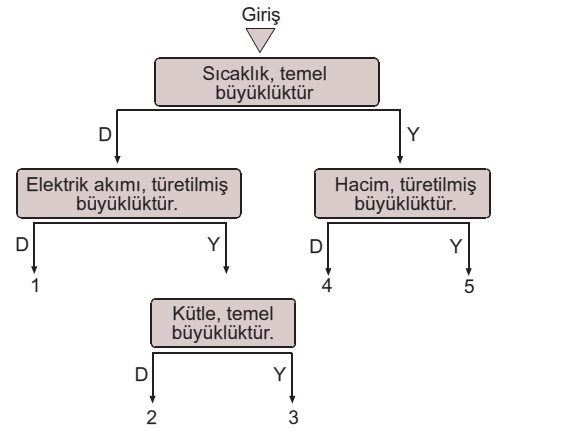 Giriş
Sıcaklık, temel
büyüklüktür
D
Y
Elektrik akımı, türetilmiş
büyüklüktür.
Hacim, türetilmiş
büyüklüktür.
D
Y
D
Y
1
4
5
Kütle, temel
büyüklüktür.
D
Y
2
3